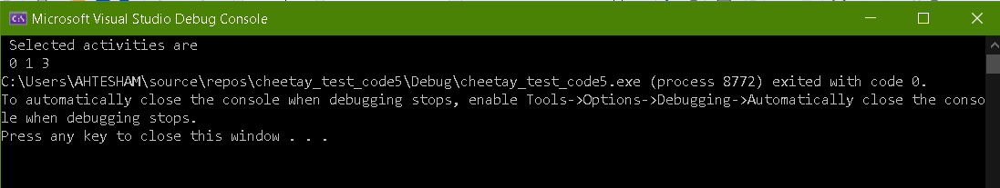 Microsoft Visual Studio Debug Console
Selected activities are
0 1 3
C:\Users\AHTESHAM\source\repos\cheetay_test_code5\Debug\cheetay_test_code5.exe (process 8772) exited with code 0.
To automatically close the console when debugging stops, enable Tools->Options->Debugging->Automatically close the conso
le when debugging stops.
Press any key to close this window . . .